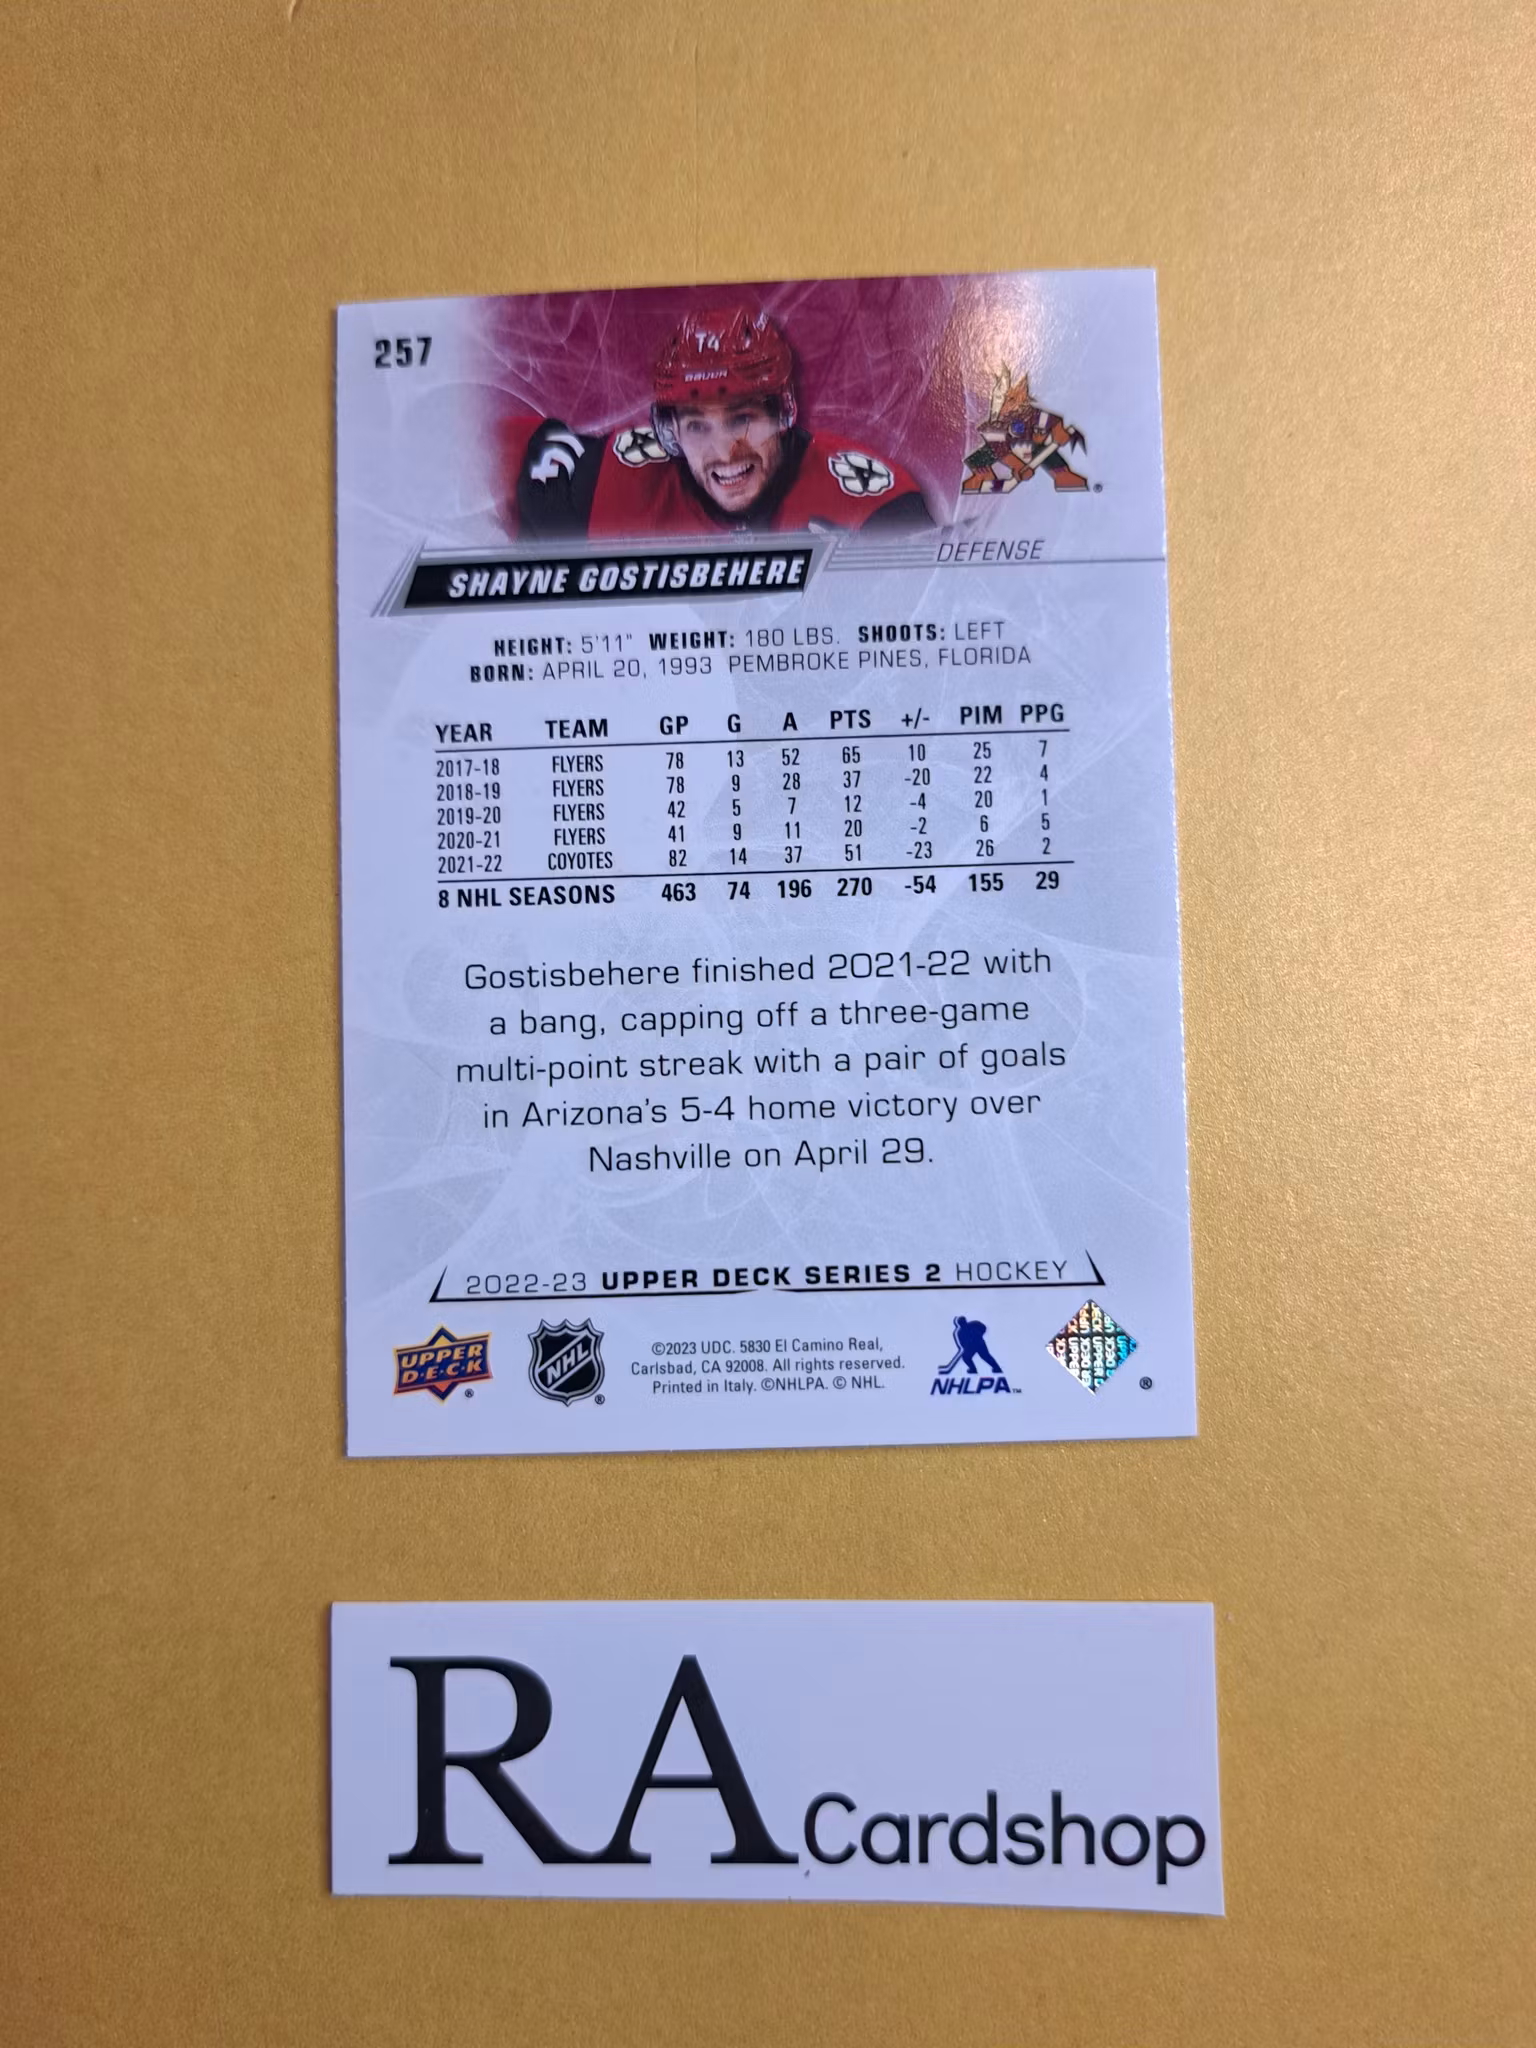 257
14
BAUER
DEFENSE
SHAYNE GOSTISBEHERE
HEIGHT: 5'11" WEIGHT: 180 LBS. SHOOTS: LEFT
BORN: APRIL 20, 1993 PEMBROKE PINES, FLORIDA
YEAR TEAM GP G A PTS +/- PIM PPG
2017-18 FLYERS 78 13 52 65 10 25 7
2018-19 FLYERS 78 9 28 37 -20 22 4
2019-20 FLYERS 42 5 7 12 -4 20 1
2020-21 FLYERS 41 9 11 20 -2 6 5
2021-22 COYOTES 82 14 37 51 -23 26 2
8 NHL SEASONS 463 74 196 270 -54 155 29
Gostisbehere finished 2021-22 with
a bang, capping off a three-game
multi-point streak with a pair of goals
in Arizona's 5-4 home victory over
Nashville on April 29.
2022-23 UPPER DECK SERIES 2 HOCKEY
UPPER
D·E·C·K
®
NHL
®
©2023 UDC. 5830 El Camino Real,
Carlsbad, CA 92008. All rights reserved.
Printed in Italy. ©NHLPA. © NHL.
NHLPA™
®
RA Cardshop